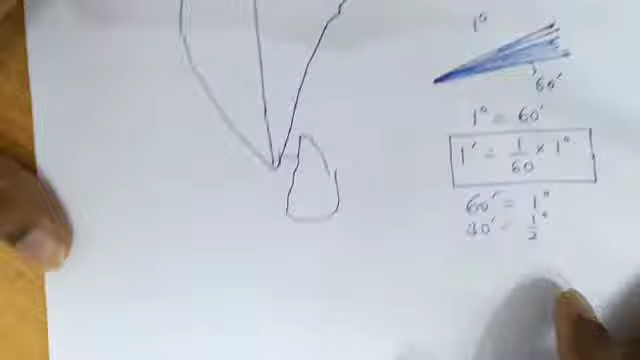 1°
60'
1° = 60'
1' = 1/60 × 1°
60' = 1°
30' = 1/2°